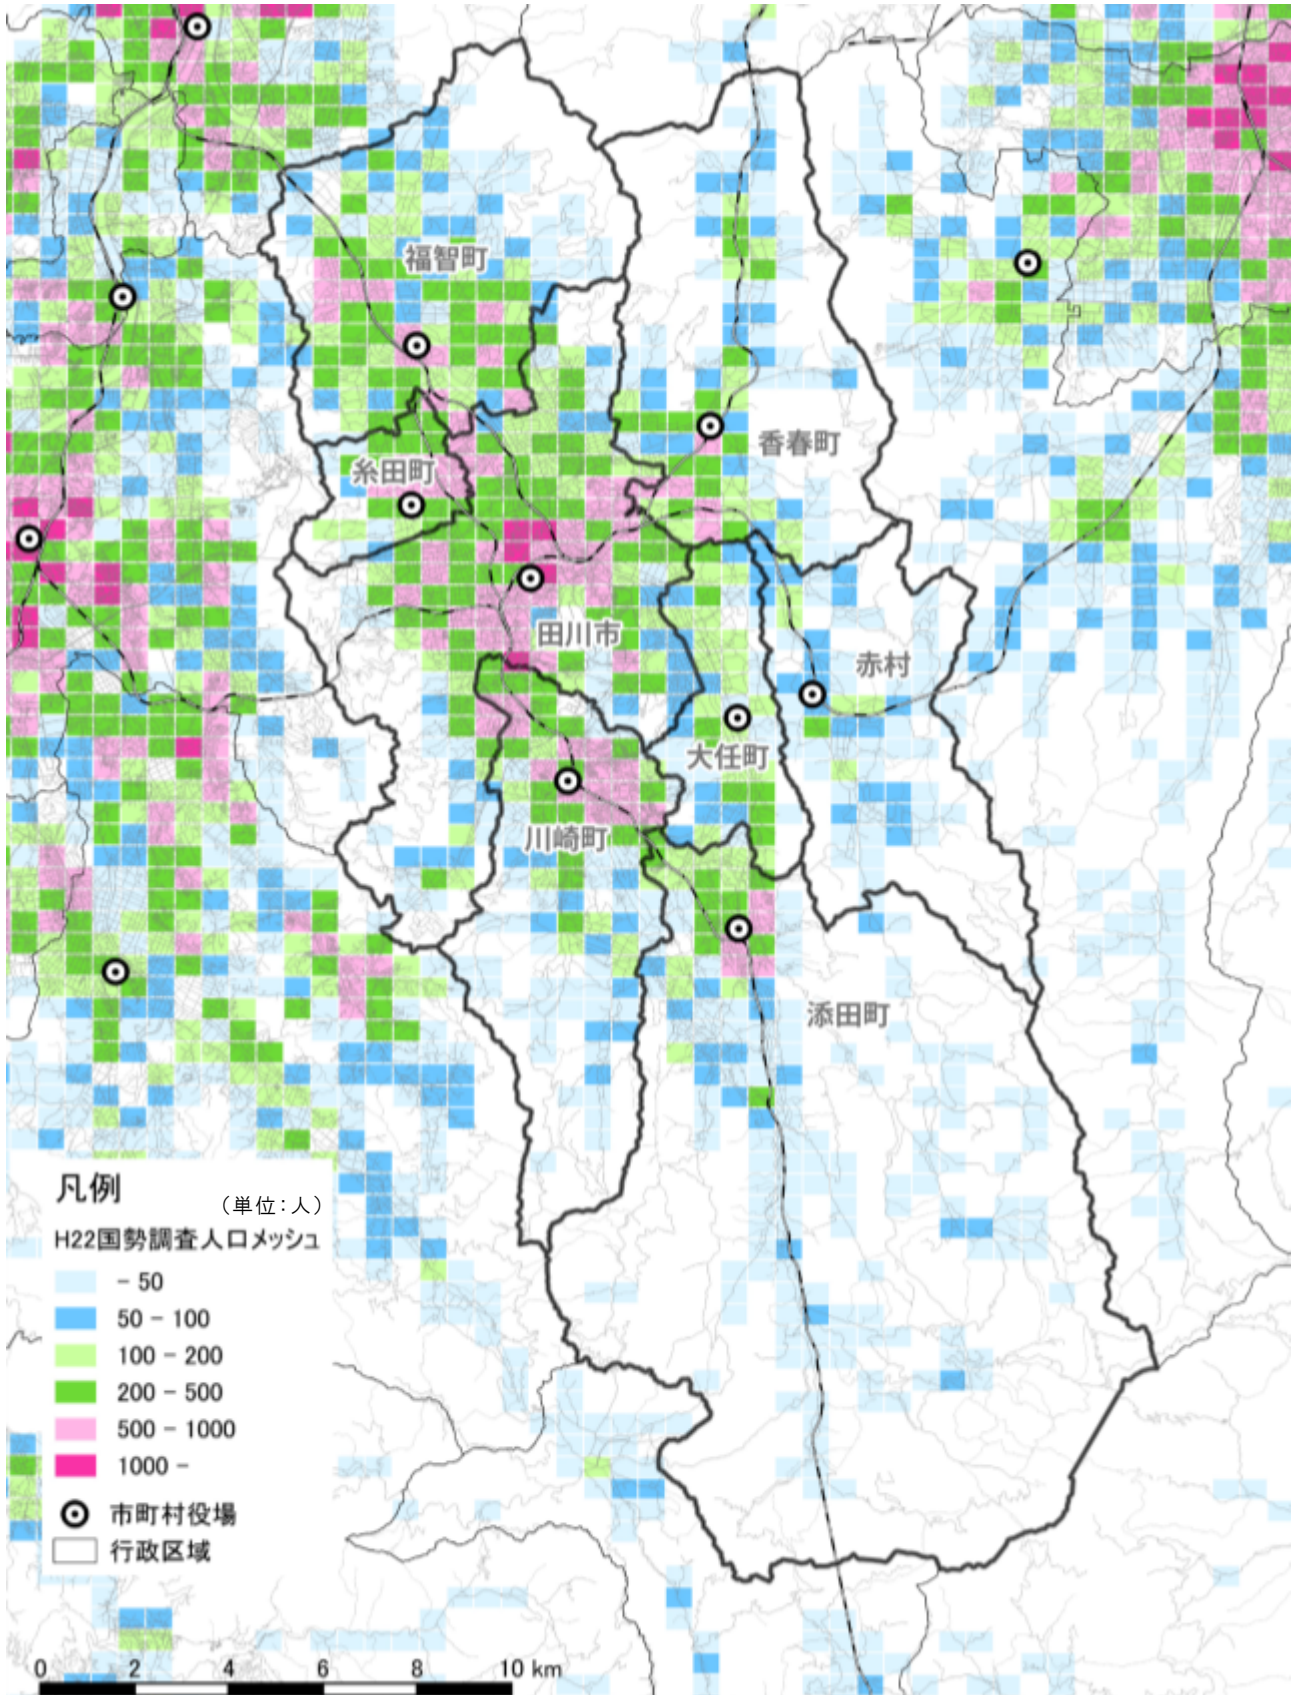 福智町
香春町
糸田町
田川市
赤村
大任町
川崎町
添田町
凡例
（単位：人）
H22国勢調査人口メッシュ
- 50
50 - 100
100 - 200
200 - 500
500 - 1000
1000 -
市町村役場
行政区域
0 2 4 6 8 10 km